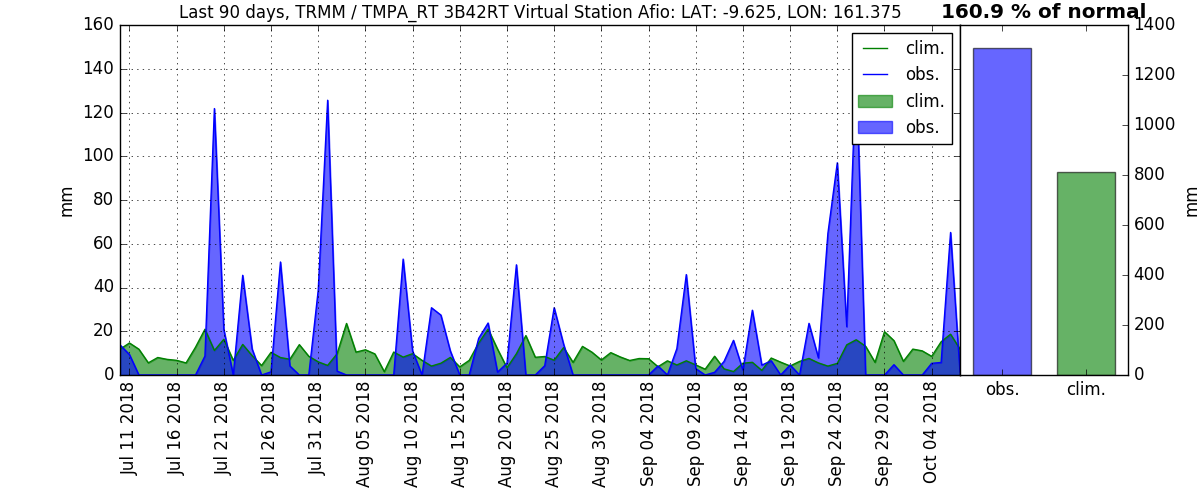 Last 90 days, TRMM / TMPA_RT 3B42RT Virtual Station Afio: LAT: -9.625, LON: 161.375
160.9 % of normal
160
140
120
100
80
60
40
20
0
mm
clim.
obs.
clim.
obs.
1400
1200
1000
800
600
400
200
0
mm
Jul 11 2018
Jul 16 2018
Jul 21 2018
Jul 26 2018
Jul 31 2018
Aug 05 2018
Aug 10 2018
Aug 15 2018
Aug 20 2018
Aug 25 2018
Aug 30 2018
Sep 04 2018
Sep 09 2018
Sep 14 2018
Sep 19 2018
Sep 24 2018
Sep 29 2018
Oct 04 2018
obs.
clim.